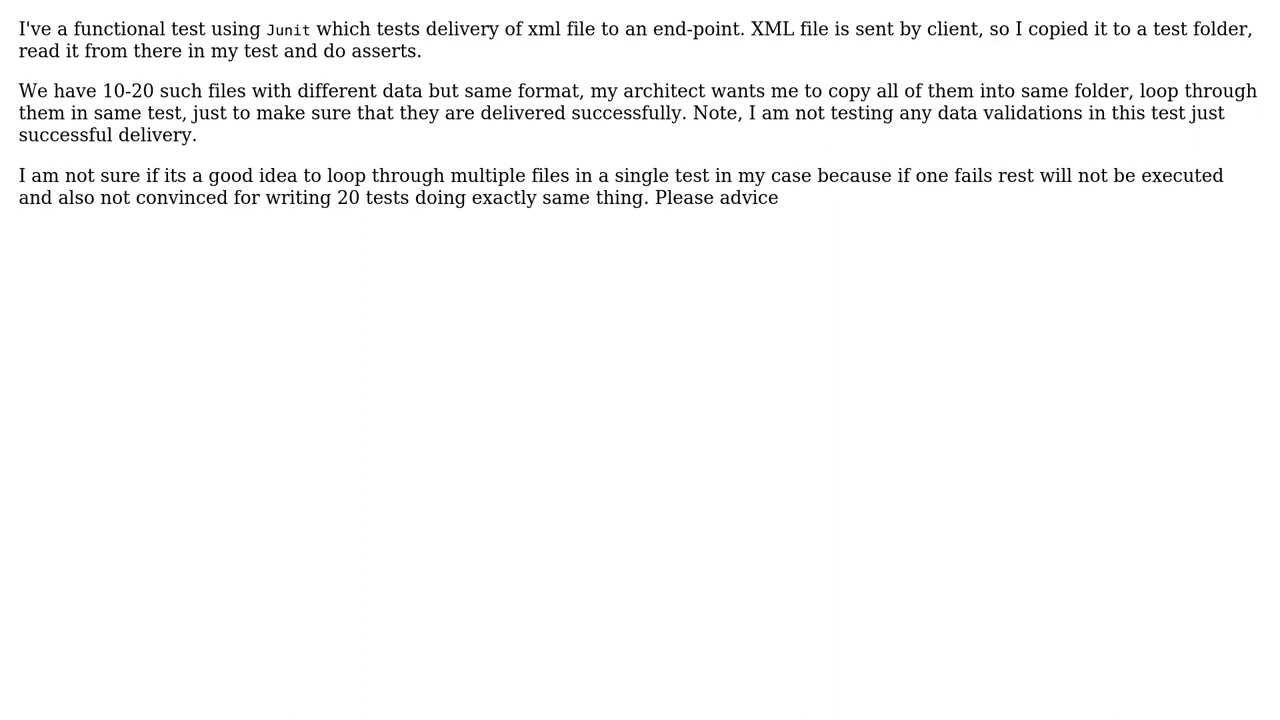 I've a functional test using Junit which tests delivery of xml file to an end-point. XML file is sent by client, so I copied it to a test folder,
read it from there in my test and do asserts.
We have 10-20 such files with different data but same format, my architect wants me to copy all of them into same folder, loop through
them in same test, just to make sure that they are delivered successfully. Note, I am not testing any data validations in this test just
successful delivery.
I am not sure if its a good idea to loop through multiple files in a single test in my case because if one fails rest will not be executed
and also not convinced for writing 20 tests doing exactly same thing. Please advice